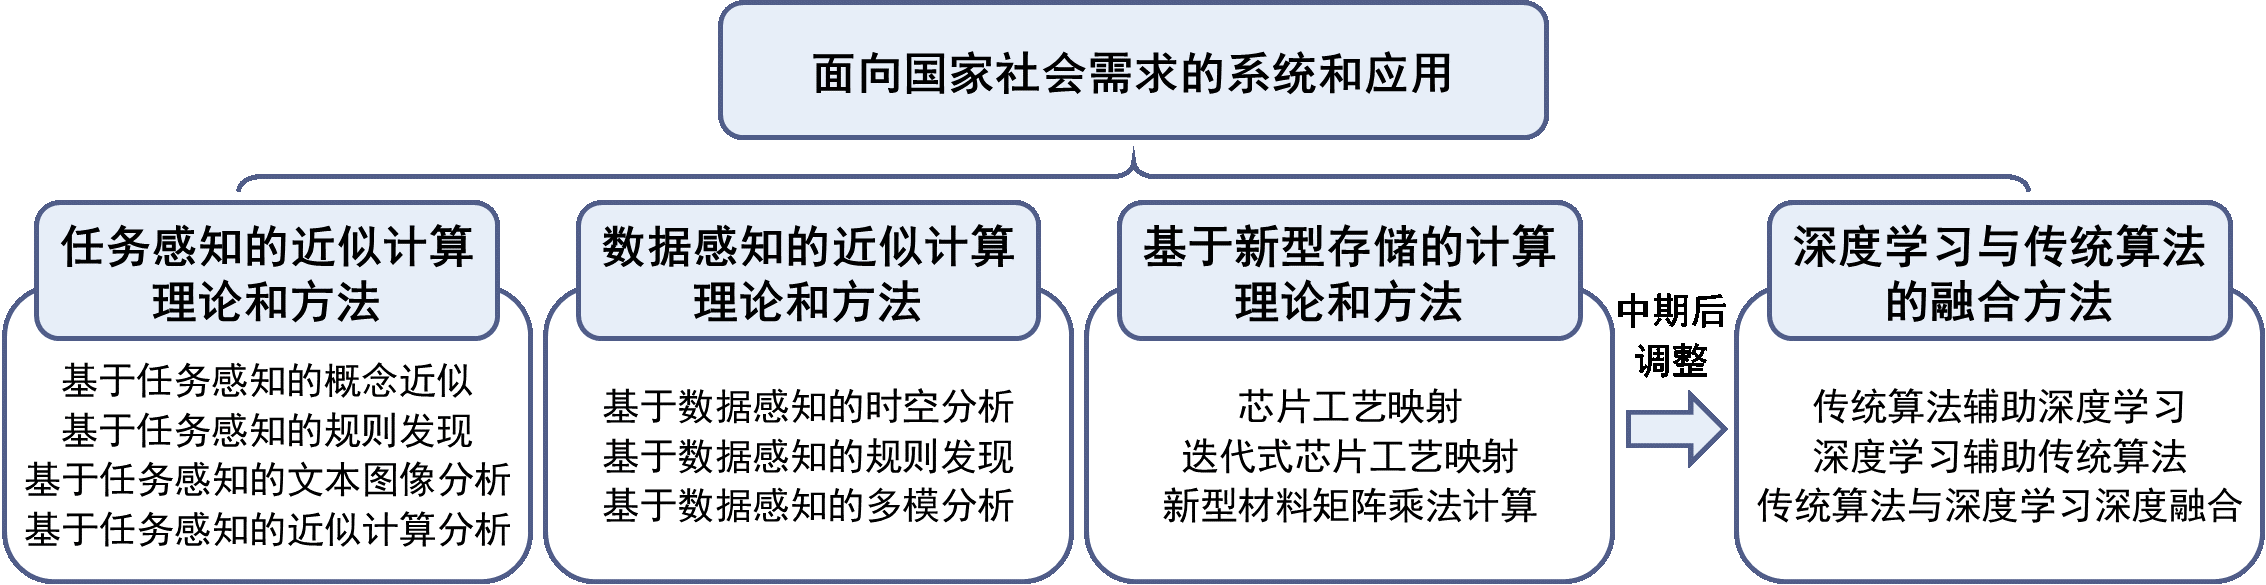 面向国家社会需求的系统和应用
任务感知的近似计算
理论和方法
基于任务感知的概念近似
基于任务感知的规则发现
基于任务感知的文本图像分析
基于任务感知的近似计算分析
数据感知的近似计算
理论和方法
基于数据感知的时空分析
基于数据感知的规则发现
基于数据感知的多模分析
基于新型存储的计算
理论和方法
芯片工艺映射
迭代式芯片工艺映射
新型材料矩阵乘法计算
中期后
调整
深度学习与传统算法
的融合方法
传统算法辅助深度学习
深度学习辅助传统算法
传统算法与深度学习深度融合